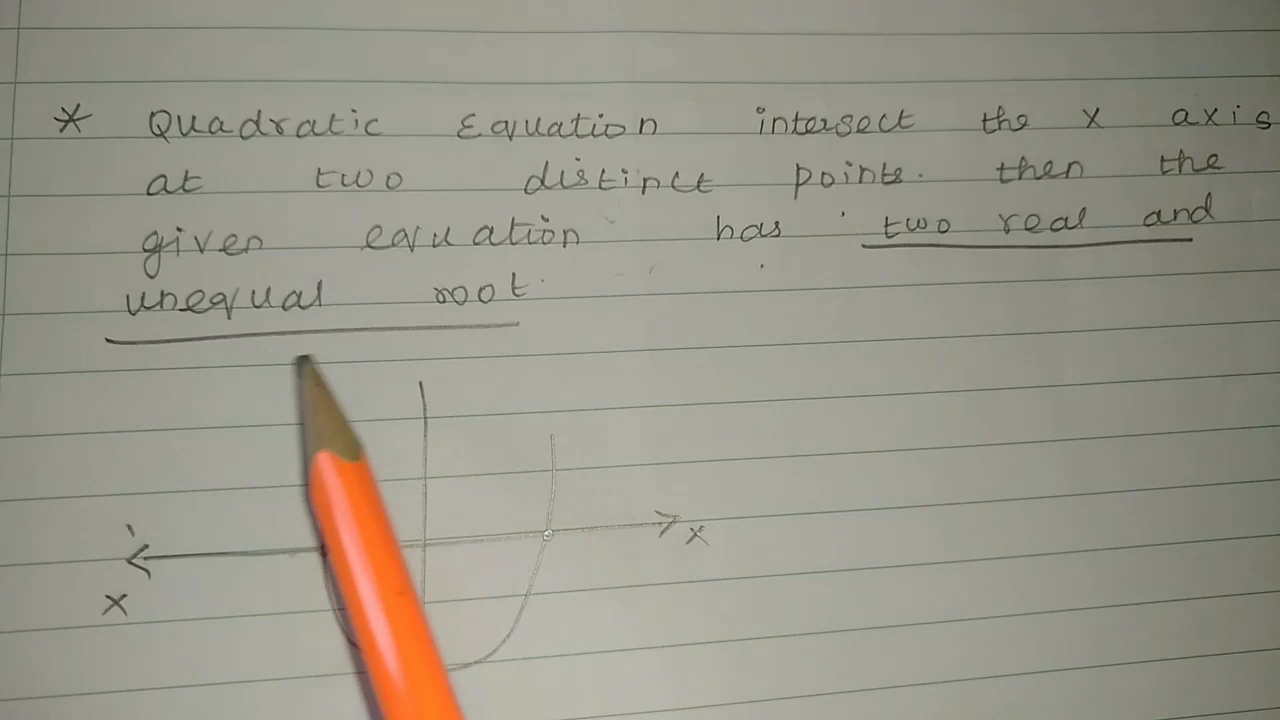 * Quadratic Equation intersect the x axis
at two distinct points. then the
given equation has two real and
unequal root.
x
x'